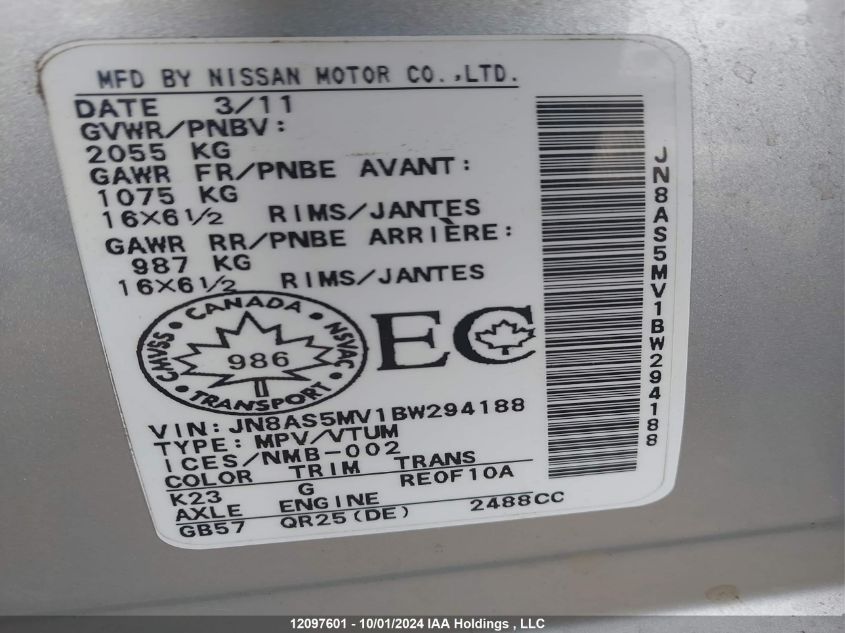 MFD BY NISSAN MOTOR CO.,LTD.
DATE 3/11
GVWR/PNBV:
2055 KG
GAWR FR/PNBE AVANT:
1075 KG
16X6½ RIMS/JANTES
GAWR RR/PNBE ARRIÈRE:
987 KG
16X6½ RIMS/JANTES
CANADA
CMVSS NSVAC
986
TRANSPORT
EC
VIN: JN8AS5MV1BW294188
TYPE: MPV/VTUM
ICES/NMB-002
COLOR TRIM TRANS
K23 G RE0F10A
AXLE ENGINE
GB57 QR25(DE) 2488CC
JN8AS5MV1BW294188
12097601 - 10/01/2024 IAA Holdings , LLC